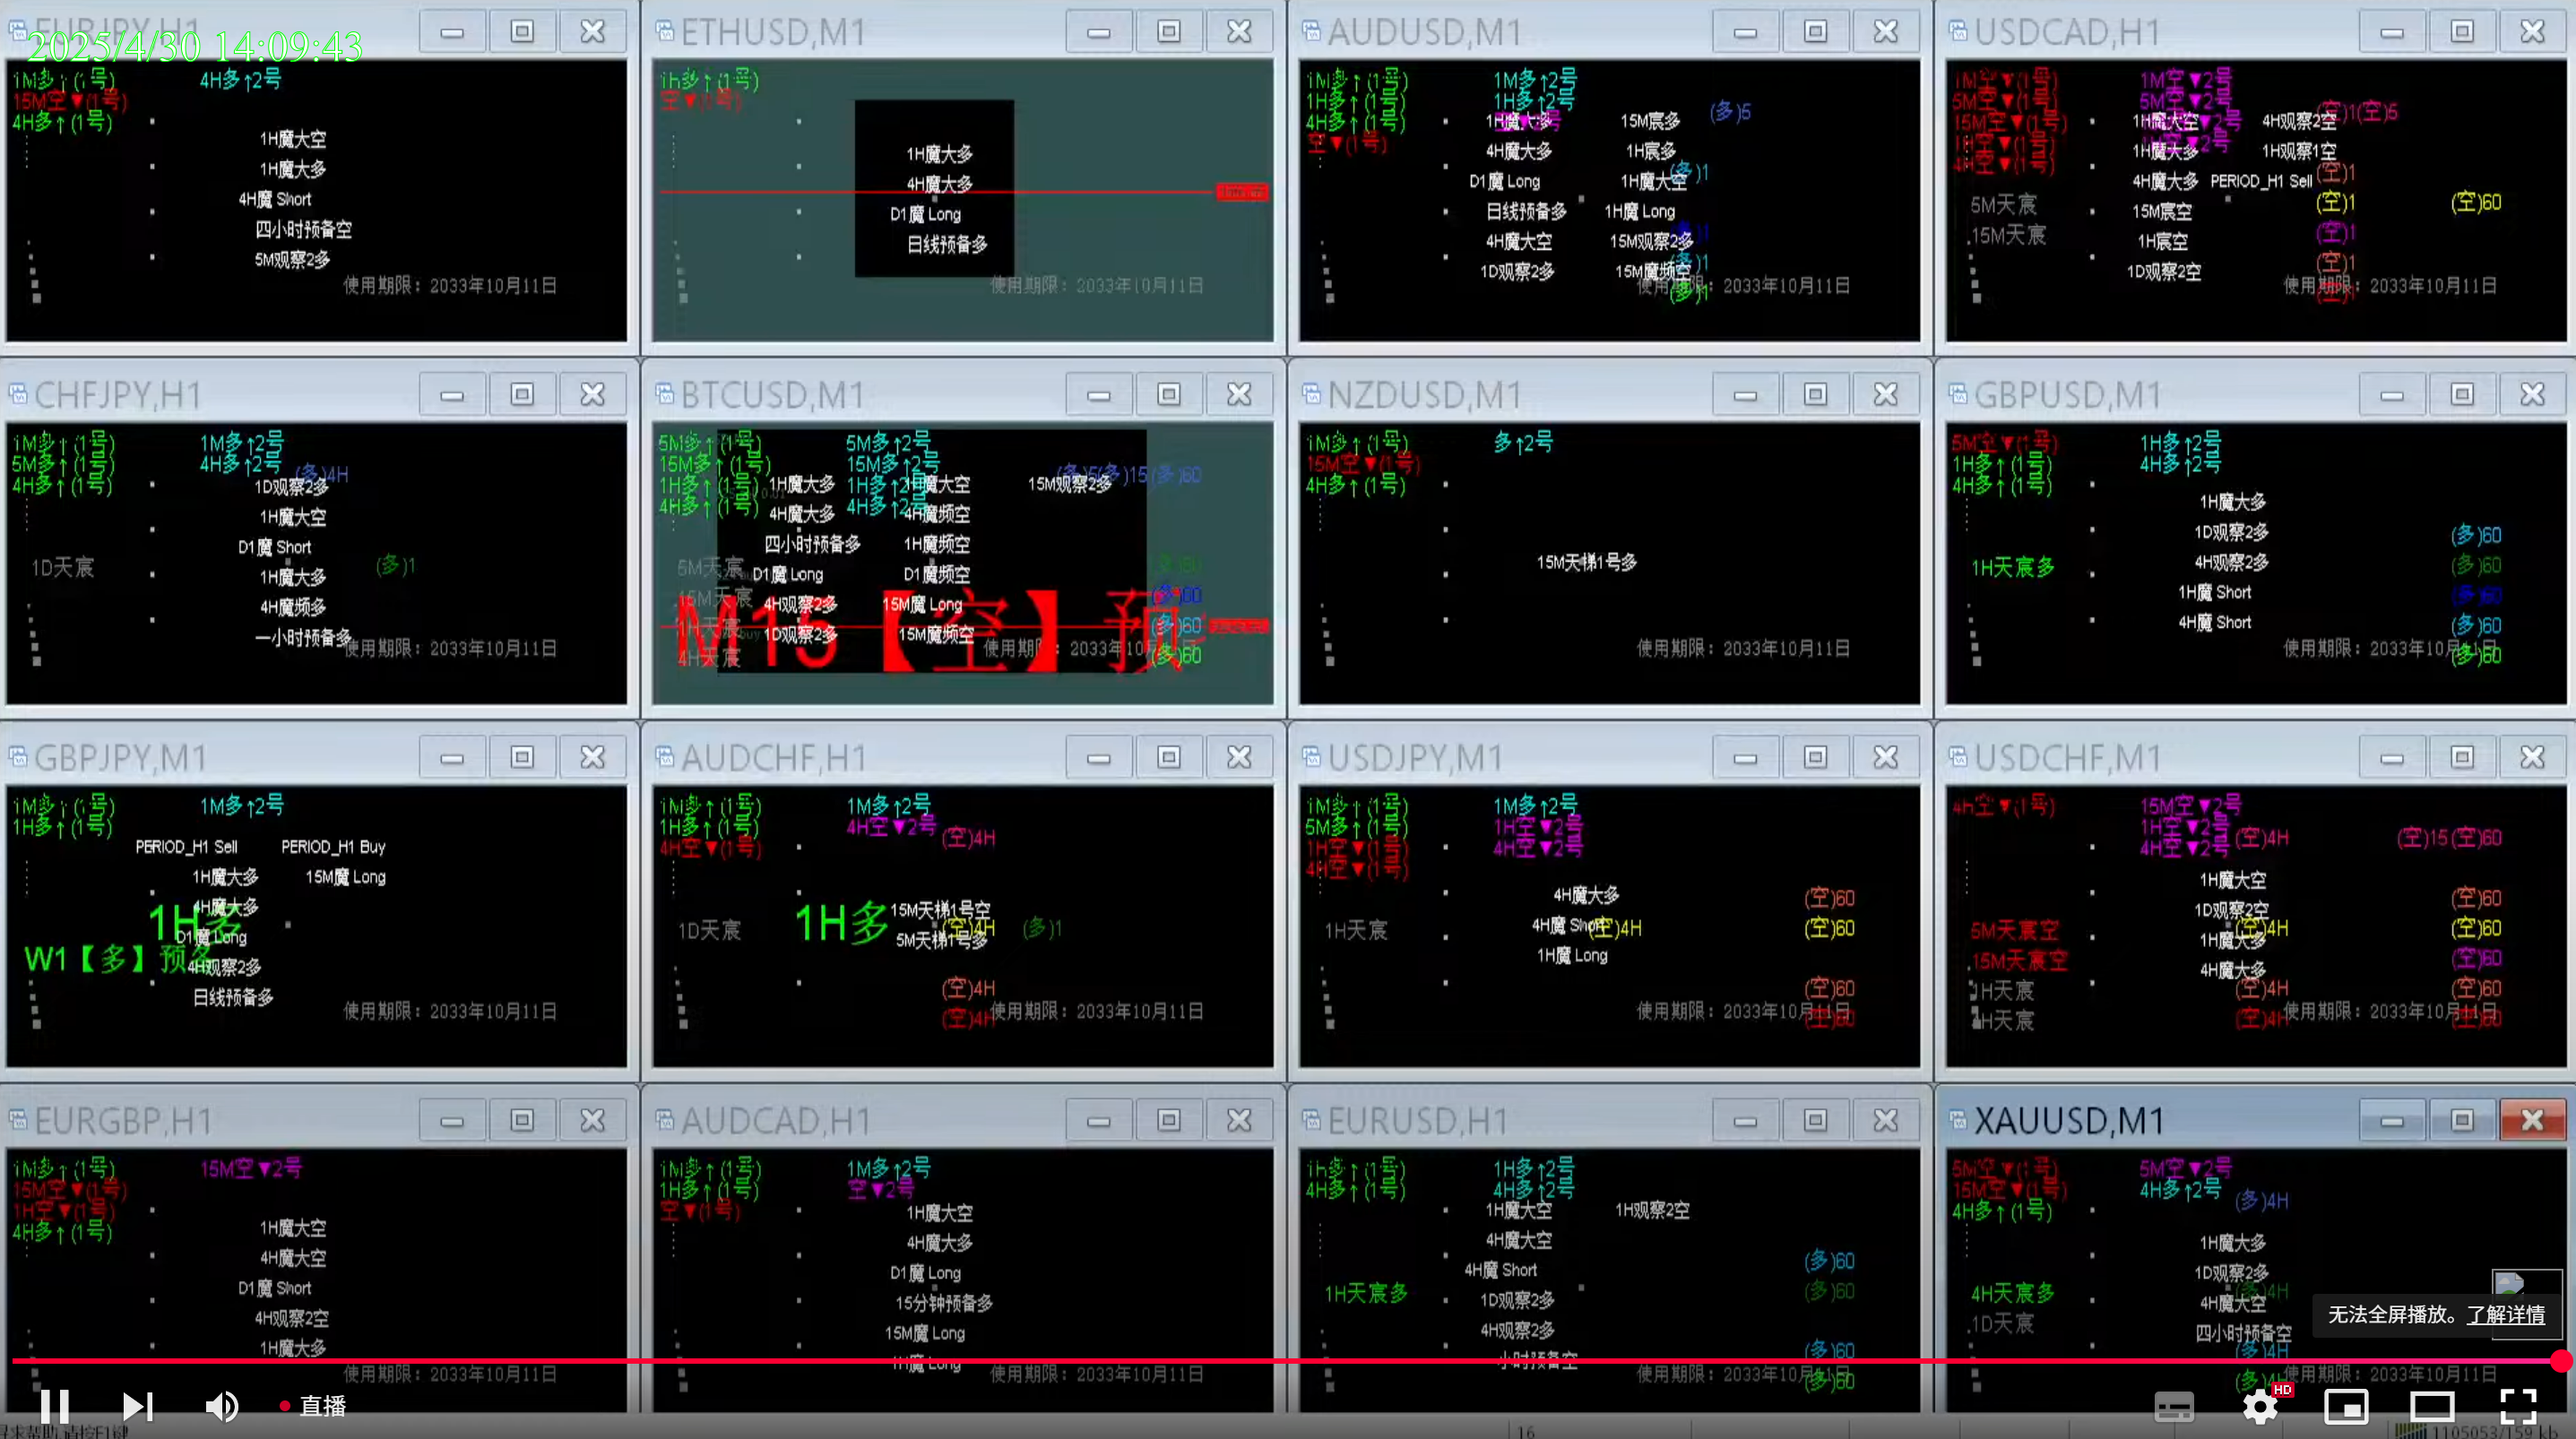 EURJPY,H1
2025/4/30 14:09:43
1M多↑(1号)
15M空▼(1号)
4H多↑(1号)
4H多↑2号
1H魔大空
1H魔大多
4H魔 Short
四小时预备空
5M观察2多
使用期限：2033年10月11日
ETHUSD,M1
1h多↑(1号)
空▼(1号)
1H魔大多
4H魔大多
D1魔 Long
日线预备多
使用期限：2033年10月11日
AUDUSD,M1
1M多↑(1号)
1H多↑(1号)
4H多↑(1号)
空▼(1号)
1M多↑2号
1H多↑2号
(多)5
1H魔大多
4H魔大多
D1魔 Long
日线预备多
4H魔大空
1D观察2多
15M宸多
1H宸多
1H魔大空
1H魔 Long
15M观察2多
15M魔频空
(多)1
(多)1
(多)1
(多)1
使用期限：2033年10月11日
USDCAD,H1
1M空▼(1号)
5M空▼(1号)
15M空▼(1号)
1H空▼(1号)
4H空▼(1号)
1M空▼2号
5M空▼2号
(空)1(空)5
1H魔大空
1H魔大多
4H魔大多
15M宸空
1H宸空
1D观察2空
4H观察2空
1H观察1空
PERIOD_H1 Sell
5M天宸
15M天宸
(空)1
(空)1
(空)60
(空)1
(空)1
(空)1
使用期限：2033年10月11日
CHFJPY,H1
1M多↑(1号)
5M多↑(1号)
4H多↑(1号)
1M多↑2号
4H多↑2号
(多)4H
1D观察2多
1H魔大空
D1魔 Short
1H魔大多
4H魔频多
一小时预备多
1D天宸
(多)1
使用期限：2033年10月11日
BTCUSD,M1
5M多↑(1号)
15M多↑(1号)
1H多↑(1号)
4H多↑(1号)
5M多↑2号
15M多↑2号
1H多↑2号
4H多↑2号
(多)5(多)15(多)60
1H魔大多
4H魔大多
四小时预备多
D1魔 Long
4H观察2多
1D观察2多
1H魔大空
4H魔频空
1H魔频空
D1魔频空
15M魔 Long
15M魔频空
15M观察2多
5M天宸
15M天宸
4H天宸
M15【空】预
(多)60
(多)60
(多)60
(多)60
使用期限：2033年10月
NZDUSD,M1
1M多↑(1号)
15M空▼(1号)
4H多↑(1号)
多↑2号
15M天梯1号多
使用期限：2033年10月11日
GBPUSD,M1
5M空▼(1号)
1H多↑(1号)
4H多↑(1号)
1H多↑2号
4H多↑2号
1H魔大多
1D观察2多
4H观察2多
1H魔 Short
4H魔 Short
1H天宸多
(多)60
(多)60
(多)60
(多)60
(多)60
使用期限：2033年10月11日
GBPJPY,M1
1M多↑(1号)
1H多↑(1号)
1M多↑2号
PERIOD_H1 Sell
PERIOD_H1 Buy
1H魔大多
15M魔 Long
4H魔大多
1H多
D1魔 Long
W1【多】预备
4H观察2多
日线预备多
使用期限：2033年10月11日
AUDCHF,H1
1M多↑(1号)
1H多↑(1号)
4H空▼(1号)
1M多↑2号
4H空▼2号
(空)4H
1D天宸
1H多
15M天梯1号空
(空)4H
(多)1
5M天梯1号多
(空)4H
(空)4H
使用期限：2033年10月11日
USDJPY,M1
1M多↑(1号)
5M多↑(1号)
1H空▼(1号)
4H空▼(1号)
1M多↑2号
1H空▼2号
4H空▼2号
4H魔大多
4H魔 Short
(空)4H
1H魔 Long
1H天宸
(空)60
(空)60
(空)60
(空)60
使用期限：2033年10月11日
USDCHF,M1
4h空▼(1号)
15M空▼2号
1H空▼2号
4H空▼2号
(空)4H
(空)15(空)60
1H魔大空
1D观察2空
(空)4H
1H魔大多
4H魔大多
5M天宸空
15M天宸空
1H天宸
4H天宸
(空)4H
(空)4H
(空)60
(空)60
(空)60
(空)60
(空)60
使用期限：2033年10月11日
EURGBP,H1
1M多↑(1号)
15M空▼(1号)
1H空▼(1号)
4H多↑(1号)
15M空▼2号
1H魔大空
4H魔大空
D1魔 Short
4H观察2空
1H魔大多
使用期限：2033年10月11日
AUDCAD,H1
1M多↑(1号)
1H多↑(1号)
空▼(1号)
1M多↑2号
空▼2号
1H魔大空
4H魔大多
D1魔 Long
15分钟预备多
15M魔 Long
使用期限：2033年10月11日
EURUSD,H1
1h多↑(1号)
4H多↑(1号)
1H多↑2号
4H多↑2号
1H魔大空
4H魔大空
4H魔 Short
1D观察2多
4H观察2多
小时预备空
1H观察2空
1H天宸多
(多)60
(多)60
(多)60
(多)60
使用期限：2033年10月11日
XAUUSD,M1
5M空▼(1号)
15M空▼(1号)
4H多↑(1号)
5M空▼2号
4H多↑2号
(多)4H
1H魔大多
1D观察2多
(多)4H
4H魔大空
四小时预备空
4H天宸多
1D天宸
(多)4H
(多)4H
使用期限：2033年10月11日
无法全屏播放。了解详情
直播
HD
寻求帮助,请按F1键
16
1105053/159 kb